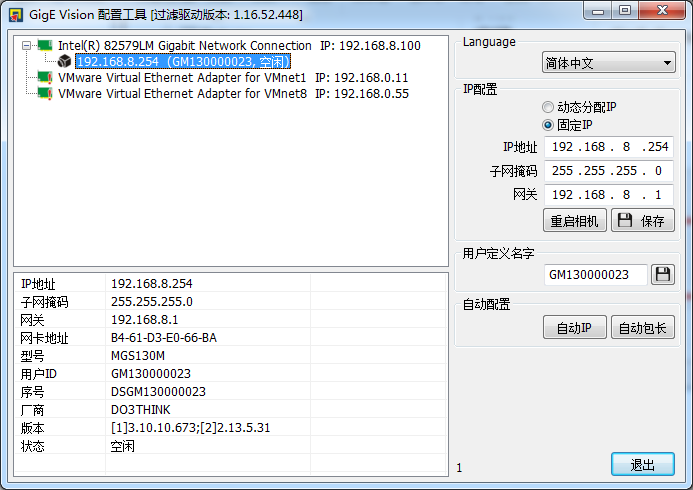 GigE Vision 配置工具 [过滤驱动版本: 1.16.52.448]
Intel(R) 82579LM Gigabit Network Connection IP: 192.168.8.100
192.168.8.254 (GM130000023, 空闲)
VMware Virtual Ethernet Adapter for VMnet1 IP: 192.168.0.11
VMware Virtual Ethernet Adapter for VMnet8 IP: 192.168.0.55
IP地址 192.168.8.254
子网掩码 255.255.255.0
网关 192.168.8.1
网卡地址 B4-61-D3-E0-66-BA
型号 MGS130M
用户ID GM130000023
序号 DSGM130000023
厂商 DO3THINK
版本 [1]3.10.10.673;[2]2.13.5.31
状态 空闲
Language
简体中文
IP配置
动态分配IP
固定IP
IP地址 192 .168 . 8 .254
子网掩码 255 .255 .255 . 0
网关 192 .168 . 8 . 1
重启相机 保存
用户定义名字
GM130000023
自动配置
自动IP 自动包长
1 退出